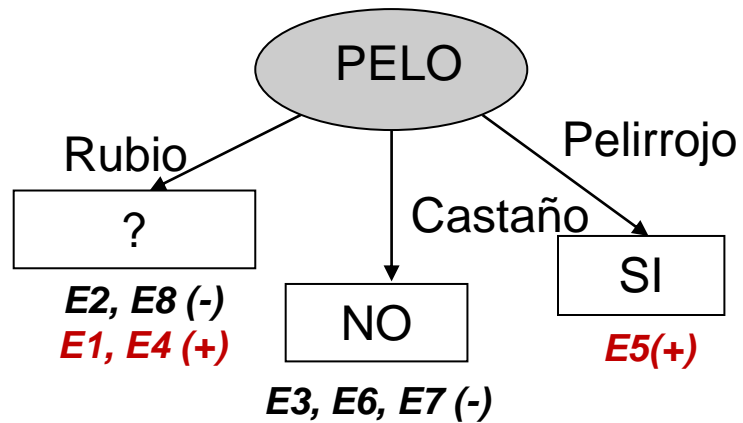 PELO
Rubio
Pelirrojo
Castaño
?
SI
NO
E2, E8 (-)
E1, E4 (+)
E5(+)
E3, E6, E7 (-)